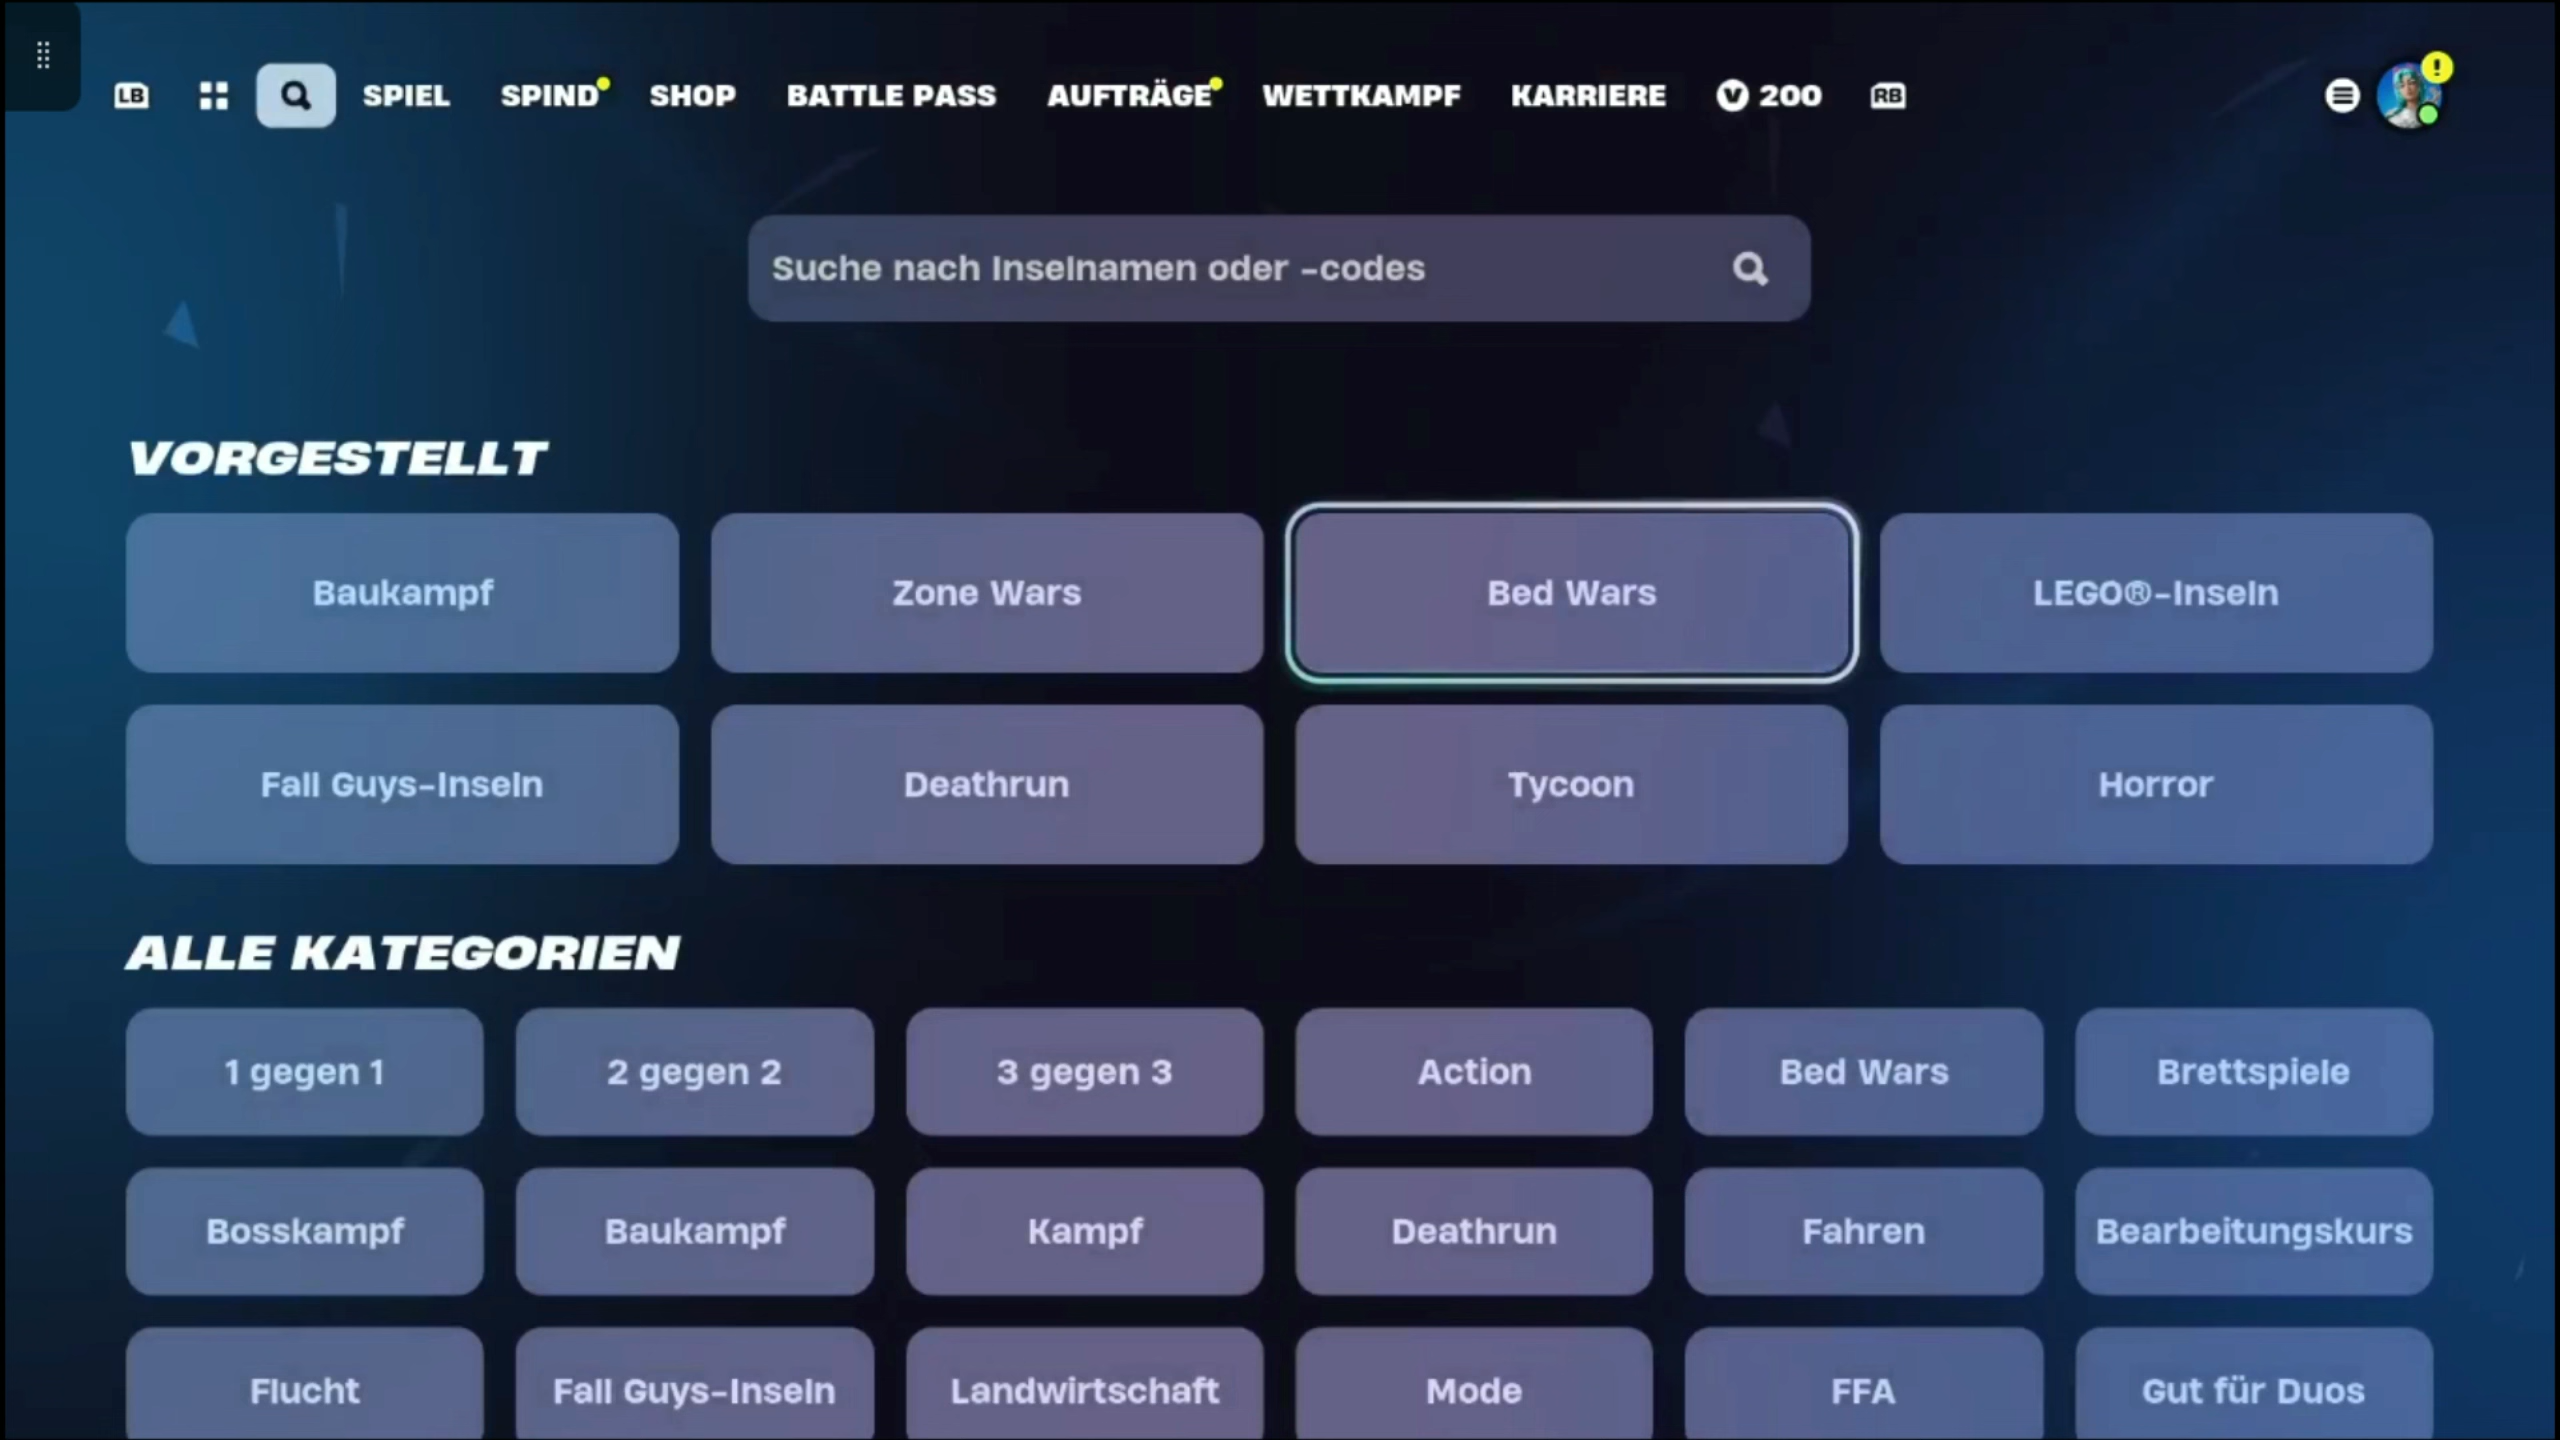 LB SPIEL SPIND SHOP BATTLE PASS AUFTRÄGE WETTKAMPF KARRIERE V 200 RB !
Suche nach Inselnamen oder -codes
VORGESTELLT
Baukampf Zone Wars Bed Wars LEGO®-Inseln
Fall Guys-Inseln Deathrun Tycoon Horror
ALLE KATEGORIEN
1 gegen 1 2 gegen 2 3 gegen 3 Action Bed Wars Brettspiele
Bosskampf Baukampf Kampf Deathrun Fahren Bearbeitungskurs
Flucht Fall Guys-Inseln Landwirtschaft Mode FFA Gut für Duos